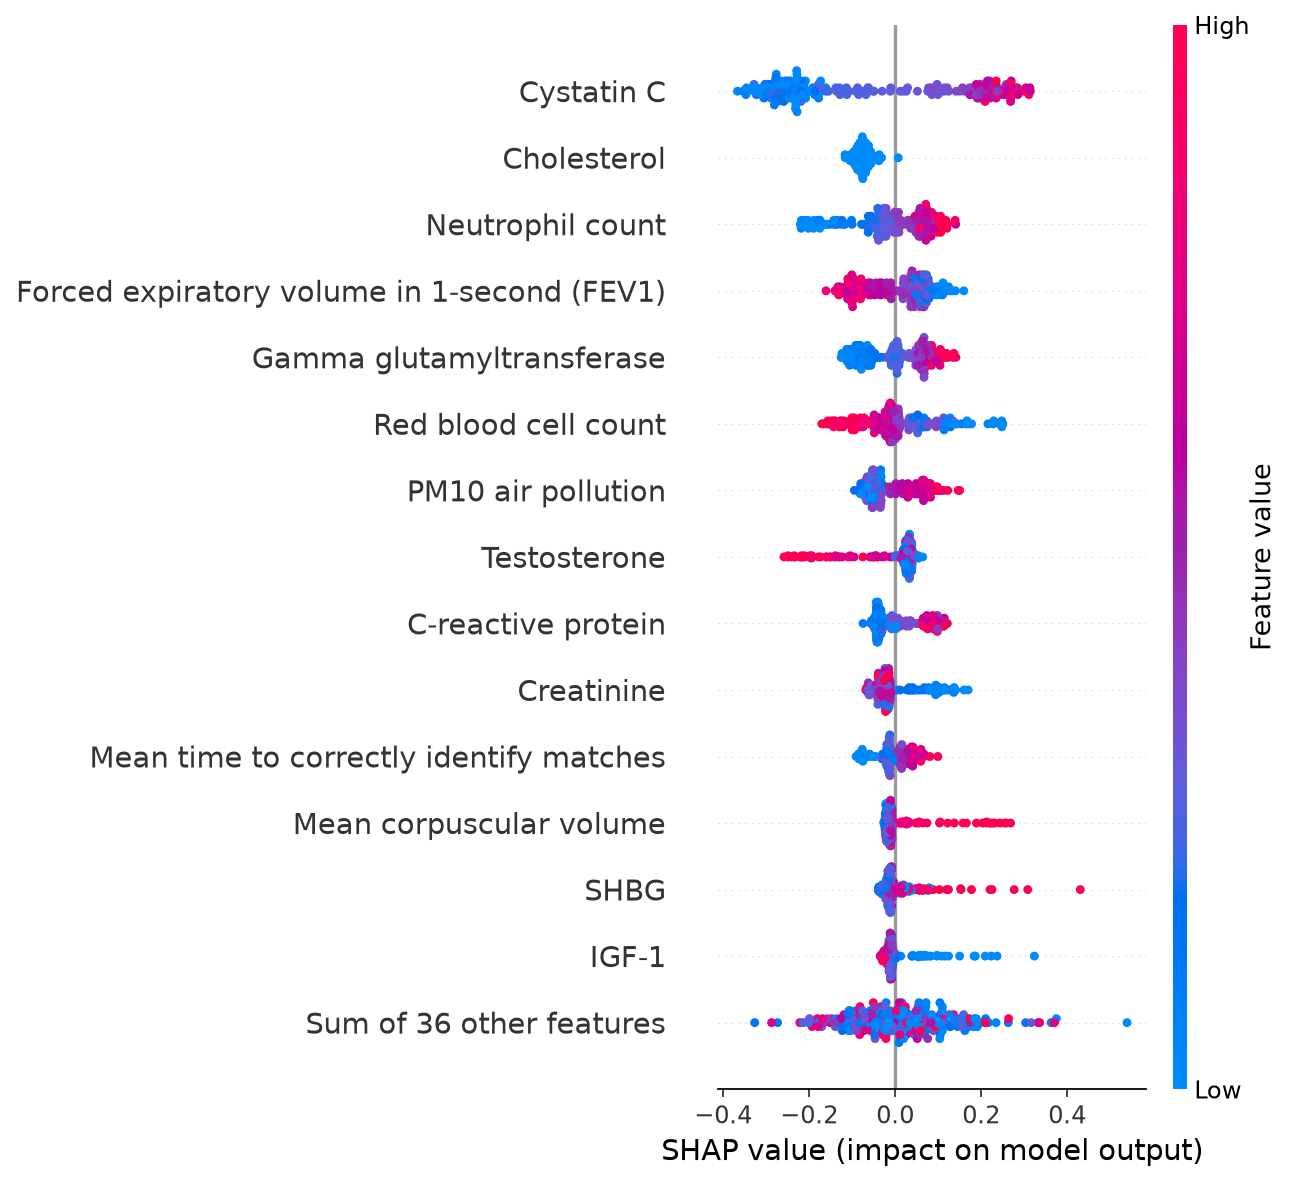 High
Cystatin C
Cholesterol
Neutrophil count
Forced expiratory volume in 1-second (FEV1)
Gamma glutamyltransferase
Red blood cell count
PM10 air pollution
Testosterone
C-reactive protein
Creatinine
Mean time to correctly identify matches
Mean corpuscular volume
SHBG
IGF-1
Sum of 36 other features
Feature value
Low
−0.4 −0.2 0.0 0.2 0.4
SHAP value (impact on model output)